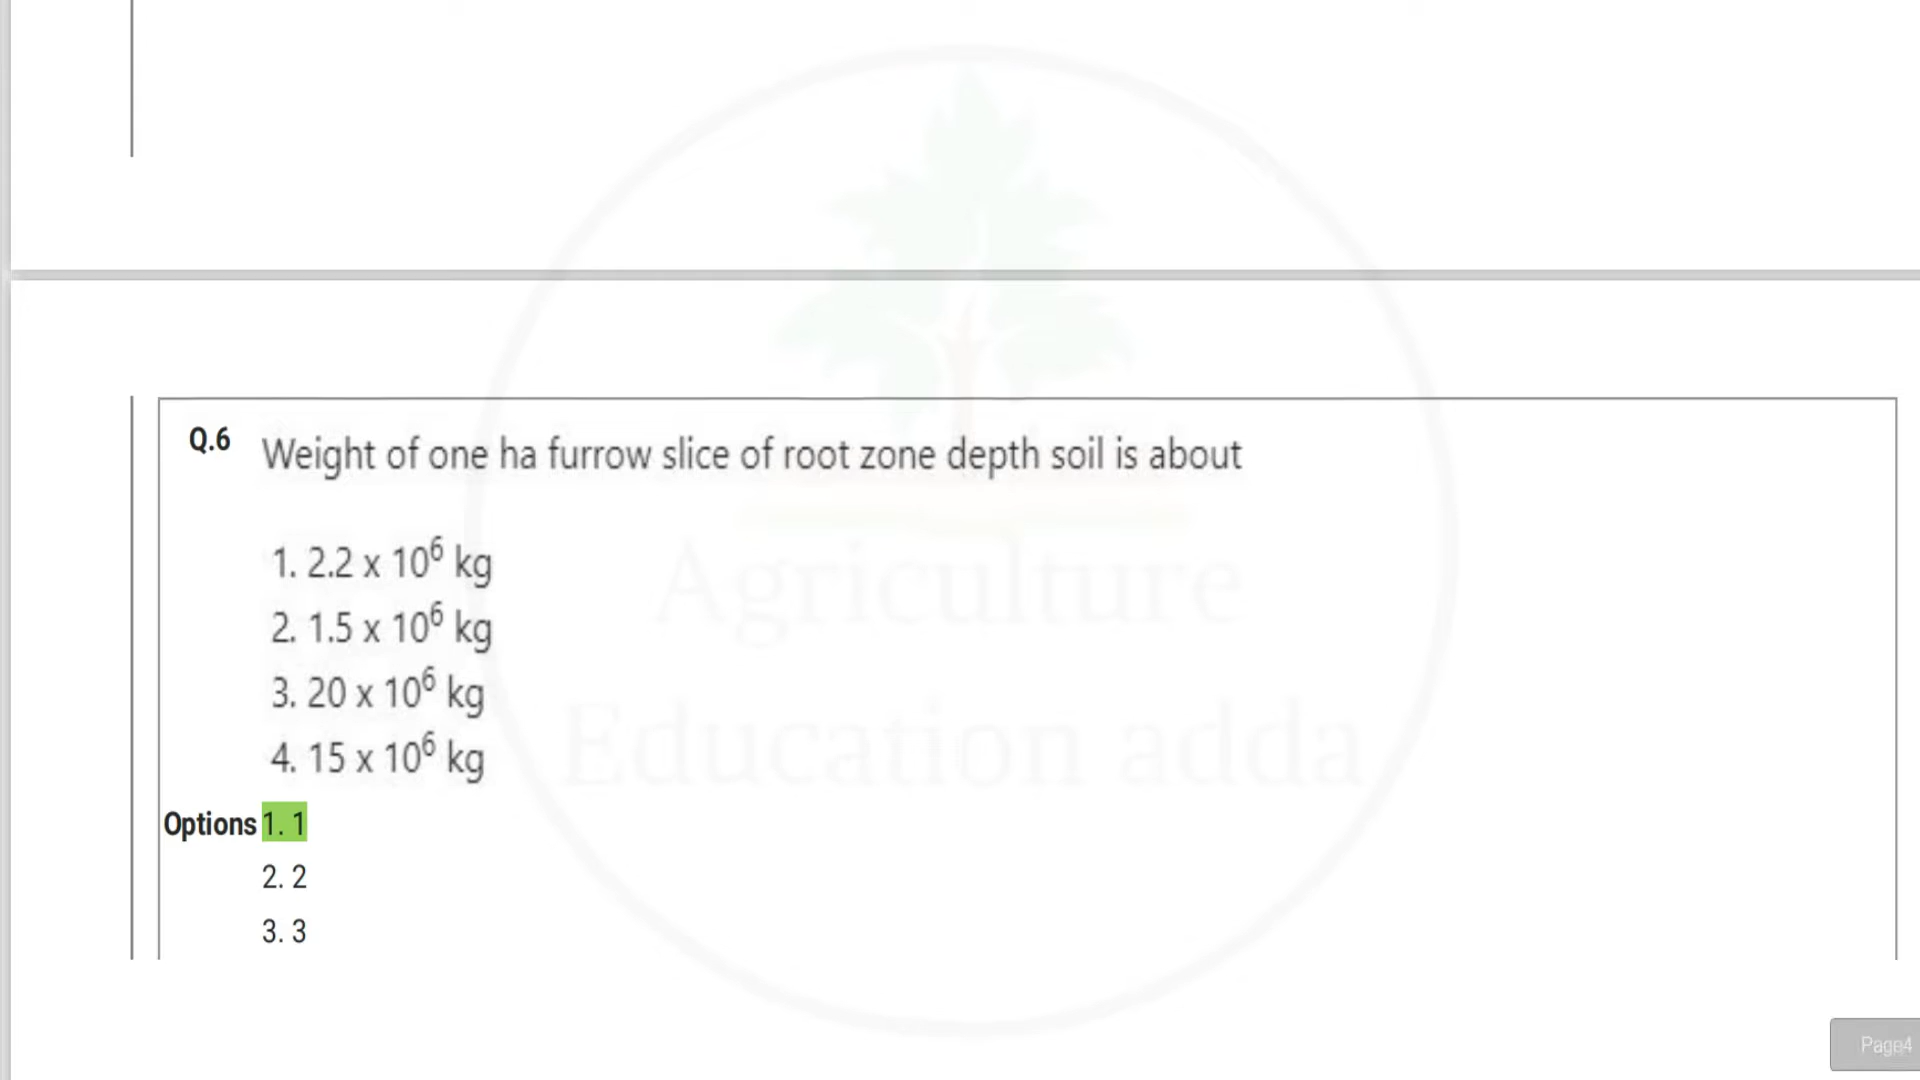 Q.6 Weight of one ha furrow slice of root zone depth soil is about
1. 2.2 x 10⁶ kg
2. 1.5 x 10⁶ kg
3. 20 x 10⁶ kg
4. 15 x 10⁶ kg
Options 1. 1
2. 2
3. 3
Agriculture
Education adda
Page4